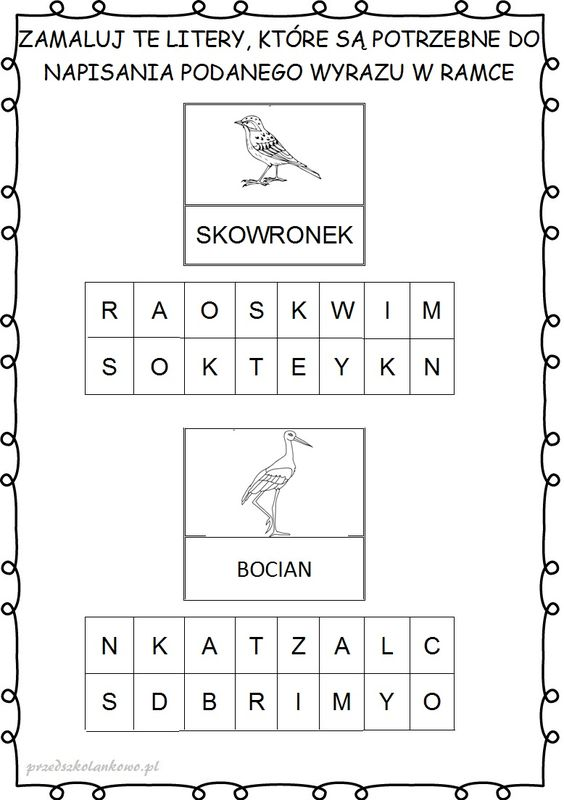 ZAMALUJ TE LITERY, KTÓRE SĄ POTRZEBNE DO
NAPISANIA PODANEGO WYRAZU W RAMCE
SKOWRONEK
R A O S K W I M
S O K T E Y K N
BOCIAN
N K A T Z A L C
S D B R I M Y O
przedszkolankowo.pl